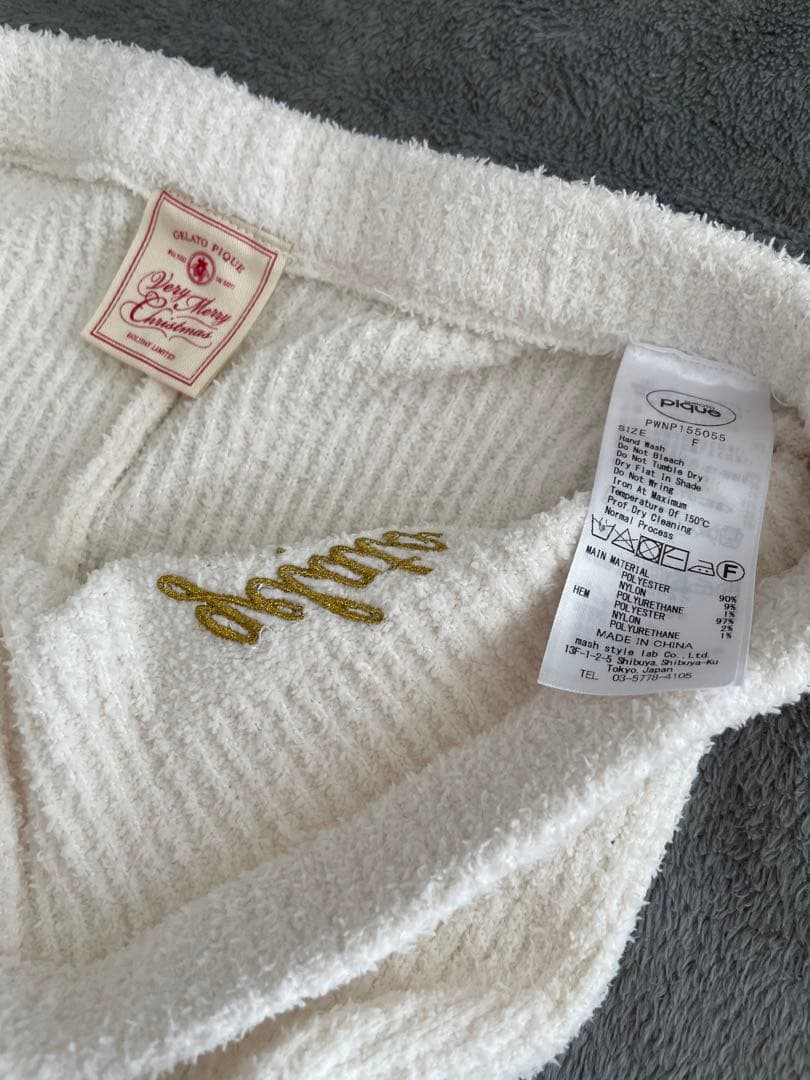 GELATO PIQUE
Very Merry
Christmas
HOLIDAY LIMITED
gelato
pique
PWNP155055
SIZE F
Hand Wash
Do Not Bleach
Do Not Tumble Dry
Dry Flat In Shade
Do Not Wring
Iron At Maximum
Temperature Of 150℃
Prof Dry Cleaning
Normal Process
F
MAIN MATERIAL
POLYESTER 90%
NYLON 9%
POLYURETHANE 1%
HEM POLYESTER 97%
NYLON 2%
POLYURETHANE 1%
MADE IN CHINA
mash style lab Co., Ltd.
13F-1-2-5 Shibuya, Shibuya-Ku
Tokyo, Japan
TEL 03-5778-4105